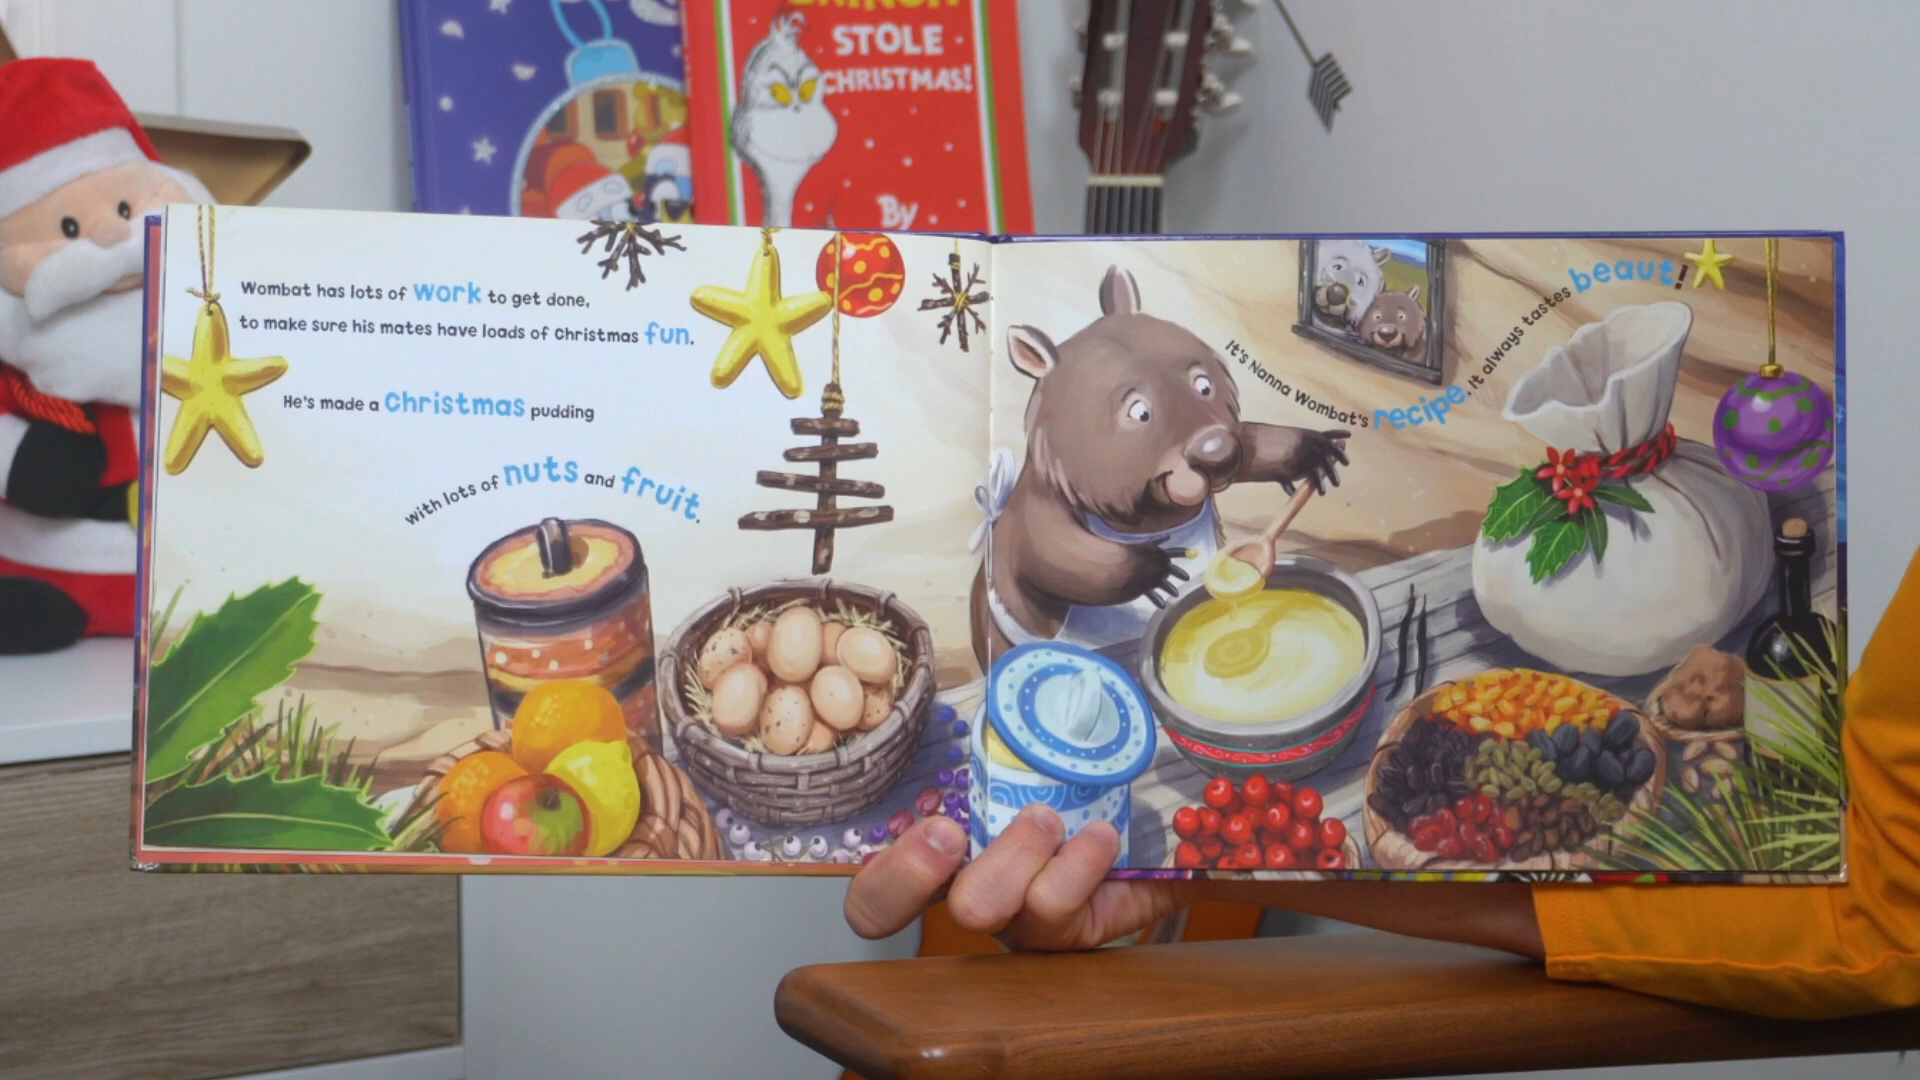 STOLE
CHRISTMAS!
By
Wombat has lots of work to get done,
to make sure his mates have loads of Christmas fun.
He's made a Christmas pudding
with lots of nuts and fruit.
It's Nanna Wombat's recipe. It always tastes beaut!